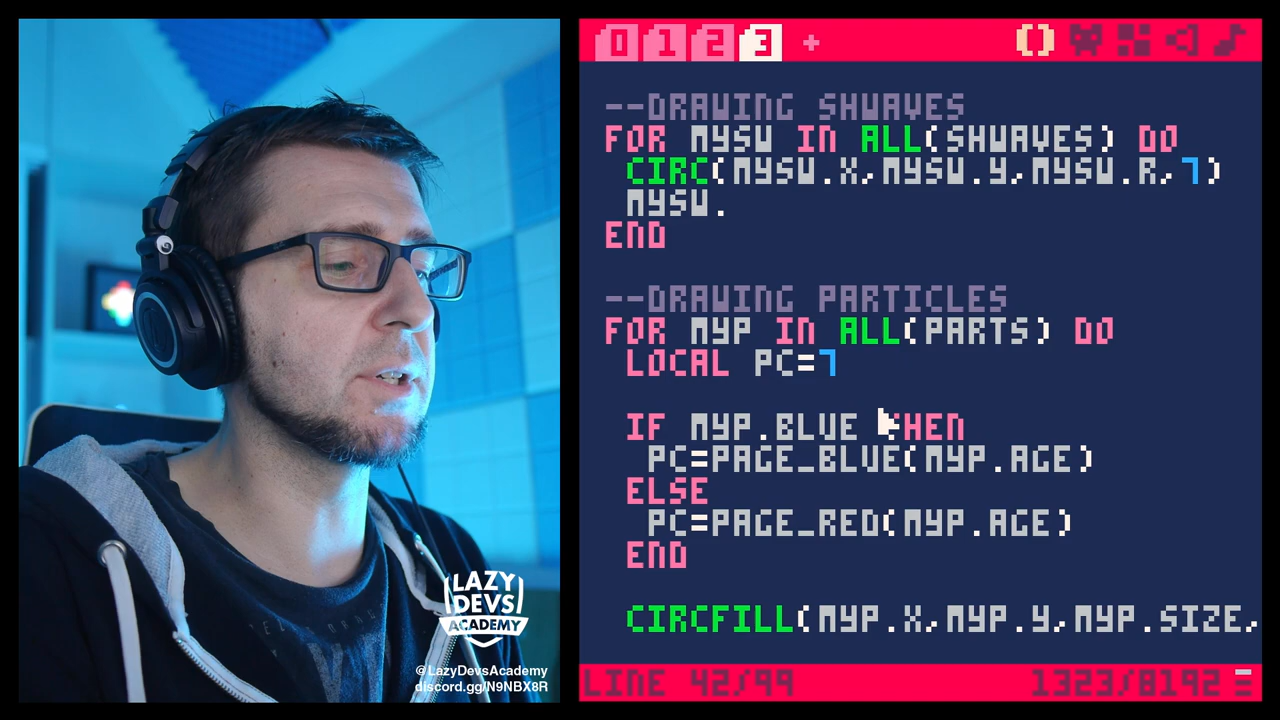 LAZY
DEVS
ACADEMY
@LazyDevsAcademy
discord.gg/N9NBX8R
0 1 2 3 +
--DRAWING SHWAVES
FOR MYSW IN ALL(SHWAVES) DO
CIRC(MYSW.X,MYSW.Y,MYSW.R,7)
MYSW.
END
--DRAWING PARTICLES
FOR MYP IN ALL(PARTS) DO
LOCAL PC=7
IF MYP.BLUE THEN
PC=PAGE_BLUE(MYP.AGE)
ELSE
PC=PAGE_RED(MYP.AGE)
END
CIRCFILL(MYP.X,MYP.Y,MYP.SIZE,
LINE 42/99 1323/8192